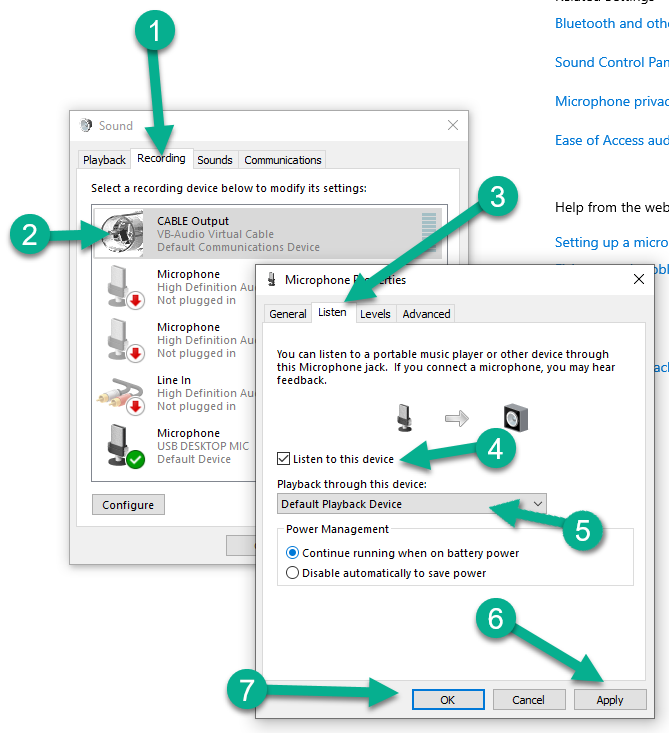 Bluetooth and othe
Sound Control Pan
Microphone privac
Ease of Access aud
Help from the web
Setting up a micro
1
Sound
Playback
Recording
Sounds
Communications
Select a recording device below to modify its settings:
2
CABLE Output
VB-Audio Virtual Cable
Default Communications Device
Microphone
High Definition Au
Not plugged in
Microphone
High Definition Au
Not plugged in
Line In
High Definition Au
Not plugged in
Microphone
USB DESKTOP MIC
Default Device
Configure
3
Microphone Properties
General
Listen
Levels
Advanced
You can listen to a portable music player or other device through
this Microphone jack. If you connect a microphone, you may hear
feedback.
Listen to this device
4
Playback through this device:
Default Playback Device
5
Power Management
Continue running when on battery power
Disable automatically to save power
6
7
OK
Cancel
Apply